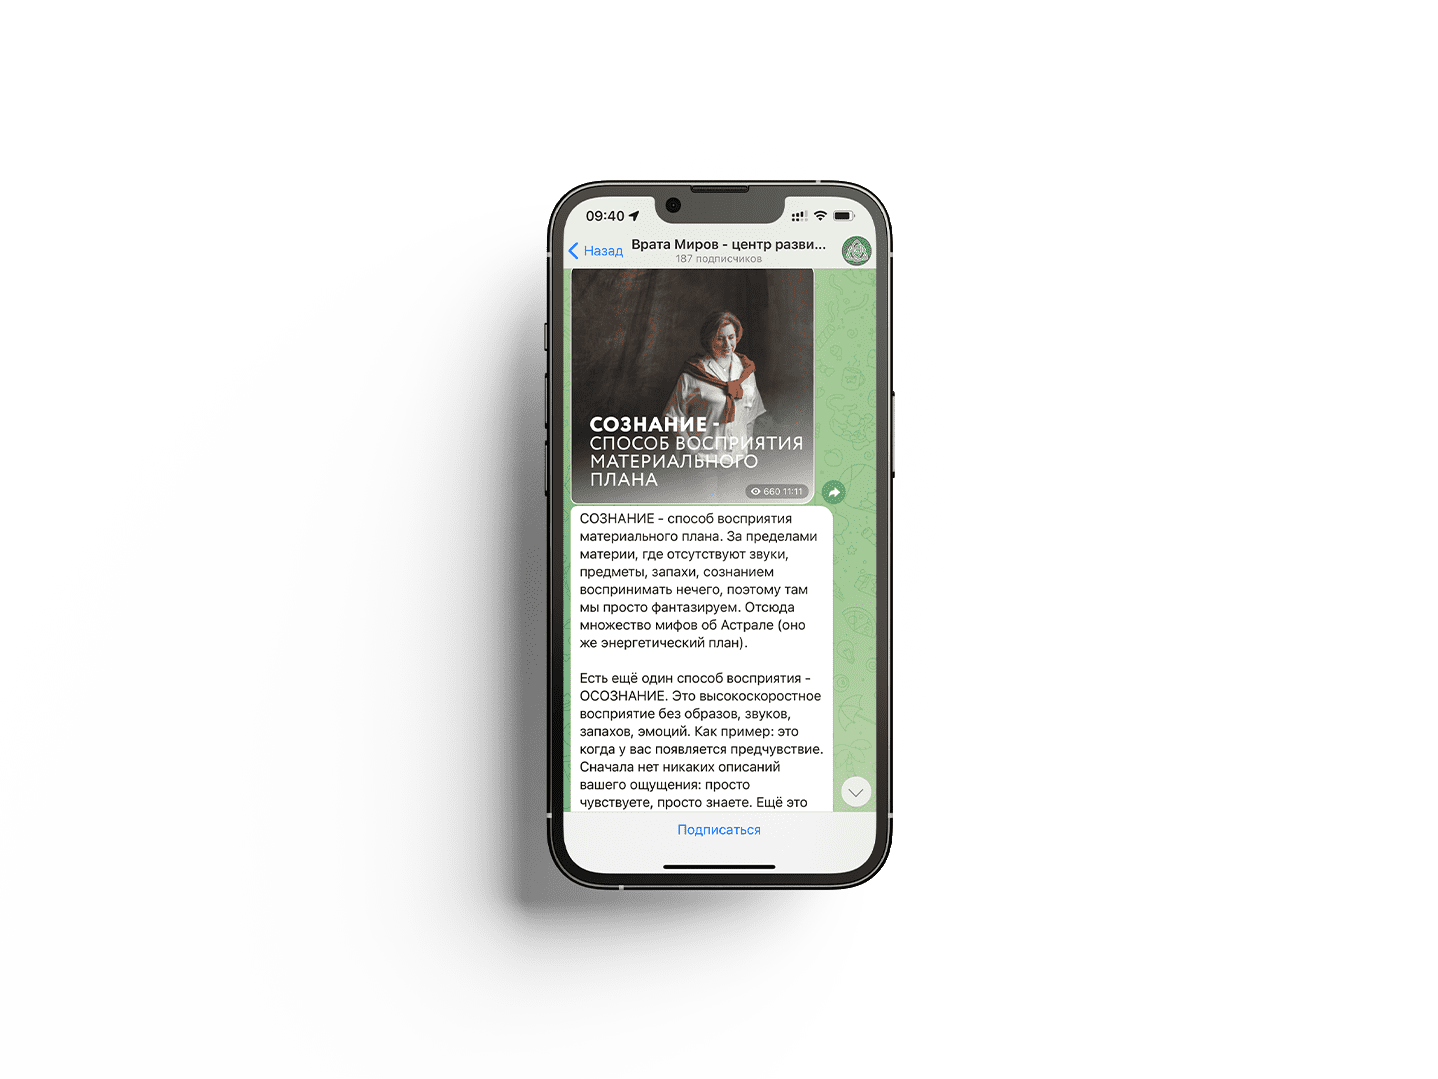 09:40
Назад
Врата Миров - центр разви...
187 подписчиков
СОЗНАНИЕ -
СПОСОБ ВОСПРИЯТИЯ
МАТЕРИАЛЬНОГО
ПЛАНА
660 11:11
СОЗНАНИЕ - способ восприятия
материального плана. За пределами
материи, где отсутствуют звуки,
предметы, запахи, сознанием
воспринимать нечего, поэтому там
мы просто фантазируем. Отсюда
множество мифов об Астрале (оно
же энергетический план).
Есть ещё один способ восприятия -
ОСОЗНАНИЕ. Это высокоскоростное
восприятие без образов, звуков,
запахов, эмоций. Как пример: это
когда у вас появляется предчувствие.
Сначала нет никаких описаний
вашего ощущения: просто
чувствуете, просто знаете. Ещё это
Подписаться